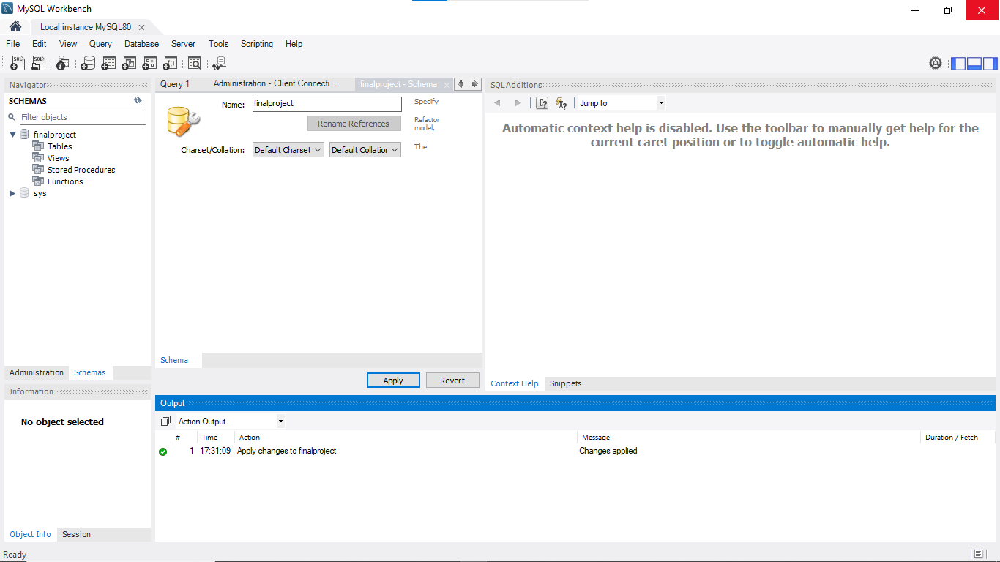 MySQL Workbench
Local instance MySQL80
File Edit View Query Database Server Tools Scripting Help
Navigator
SCHEMAS
Filter objects
finalproject
Tables
Views
Stored Procedures
Functions
sys
Administration Schemas
Information
No object selected
Object Info Session
Query 1 Administration - Client Connecti... finalproject - Schema
Name: finalproject Specify
Rename References Refactor
model,
Charset/Collation: Default Charset Default Collation The
Schema
Apply Revert
SQLAdditions
Jump to
Automatic context help is disabled. Use the toolbar to manually get help for the
current caret position or to toggle automatic help.
Context Help Snippets
Output
Action Output
# Time Action Message Duration / Fetch
1 17:31:09 Apply changes to finalproject Changes applied
Ready